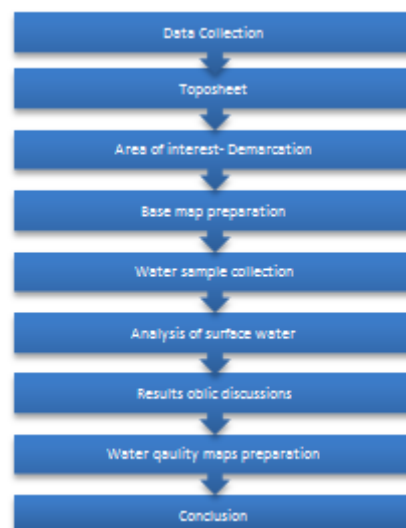 Data Collection
Toposheet
Area of interest- Demarcation
Base map preparation
Water sample collection
Analysis of surface water
Results oblic discussions
Water qaulity maps preparation
Conclusion